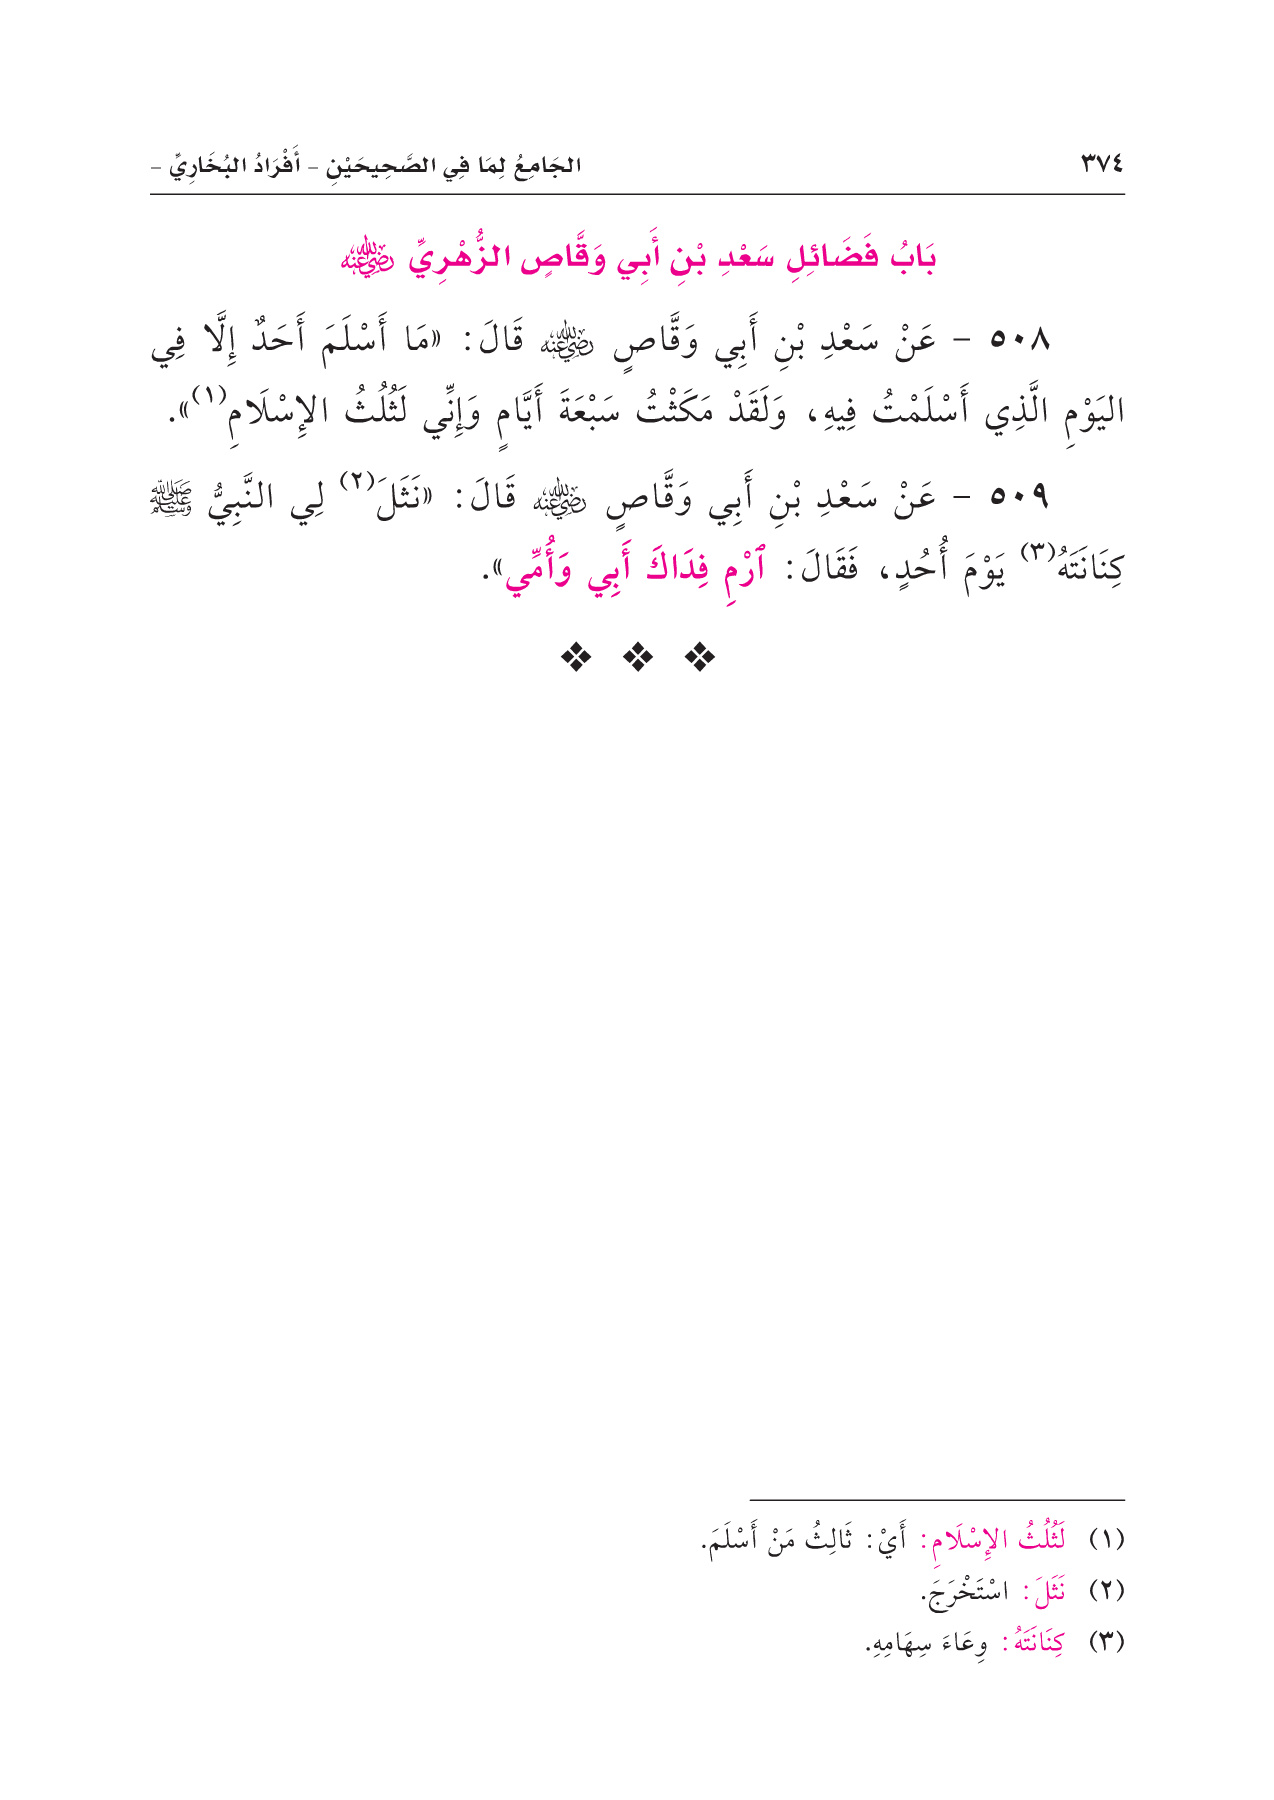 ٣٧٤
الجَامِعُ لِمَا فِي الصَّحِيحَيْنِ - أَفْرَادُ البُخَارِيِّ -
بَابُ فَضَائِلِ سَعْدِ بْنِ أَبِي وَقَّاصٍ الزُّهْرِيِّ رضي الله عنه
٥٠٨ - عَنْ سَعْدِ بْنِ أَبِي وَقَّاصٍ رضي الله عنه قَالَ: «مَا أَسْلَمَ أَحَدٌ إِلَّا فِي
اليَوْمِ الَّذِي أَسْلَمْتُ فِيهِ، وَلَقَدْ مَكَثْتُ سَبْعَةَ أَيَّامٍ وَإِنِّي لَثُلُثُ الإِسْلَامِ(١)».
٥٠٩ - عَنْ سَعْدِ بْنِ أَبِي وَقَّاصٍ رضي الله عنه قَالَ: «نَثَلَ(٢) لِي النَّبِيُّ ﷺ
كِنَانَتَهُ(٣) يَوْمَ أُحُدٍ، فَقَالَ: ٱرْمِ فِدَاكَ أَبِي وَأُمِّي».
(١) لَثُلُثُ الإِسْلَامِ: أَيْ: ثَالِثُ مَنْ أَسْلَمَ.
(٢) نَثَلَ: اسْتَخْرَجَ.
(٣) كِنَانَتَهُ: وِعَاءَ سِهَامِهِ.